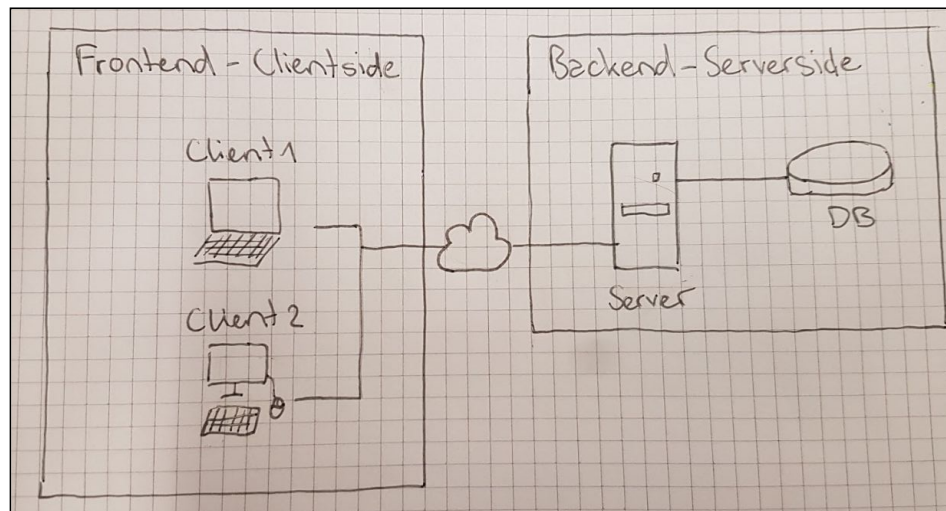 Frontend - Clientside
Client 1
Client 2
Backend - Serverside
Server
DB